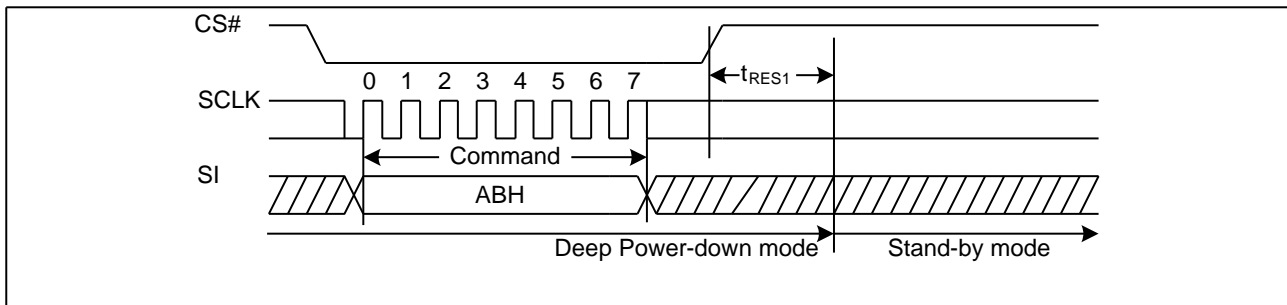 CS#
tRES1
0 1 2 3 4 5 6 7
SCLK
Command
SI
ABH
Deep Power-down mode Stand-by mode